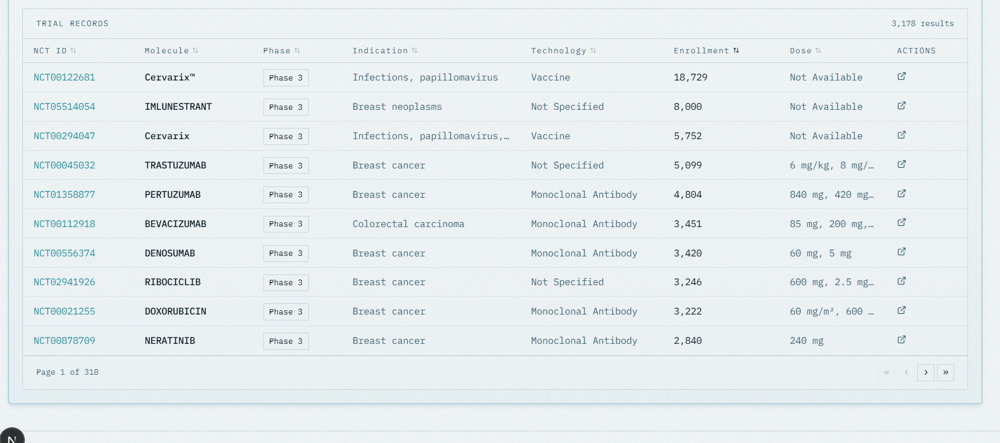 TRIAL RECORDS 3,178 results
NCT ID Molecule Phase Indication Technology Enrollment Dose ACTIONS
NCT00122681 Cervarix™ Phase 3 Infections, papillomavirus Vaccine 18,729 Not Available
NCT05514054 IMLUNESTRANT Phase 3 Breast neoplasms Not Specified 8,000 Not Available
NCT00294047 Cervarix Phase 3 Infections, papillomavirus,… Vaccine 5,752 Not Available
NCT00045032 TRASTUZUMAB Phase 3 Breast cancer Not Specified 5,099 6 mg/kg, 8 mg/…
NCT01358877 PERTUZUMAB Phase 3 Breast cancer Monoclonal Antibody 4,804 840 mg, 420 mg…
NCT00112918 BEVACIZUMAB Phase 3 Colorectal carcinoma Monoclonal Antibody 3,451 85 mg, 200 mg,…
NCT00556374 DENOSUMAB Phase 3 Breast cancer Monoclonal Antibody 3,420 60 mg, 5 mg
NCT02941926 RIBOCICLIB Phase 3 Breast cancer Not Specified 3,246 600 mg, 2.5 mg…
NCT00021255 DOXORUBICIN Phase 3 Breast cancer Monoclonal Antibody 3,222 60 mg/m², 600 …
NCT00878709 NERATINIB Phase 3 Breast cancer Monoclonal Antibody 2,840 240 mg
Page 1 of 318 « ‹ › »
N